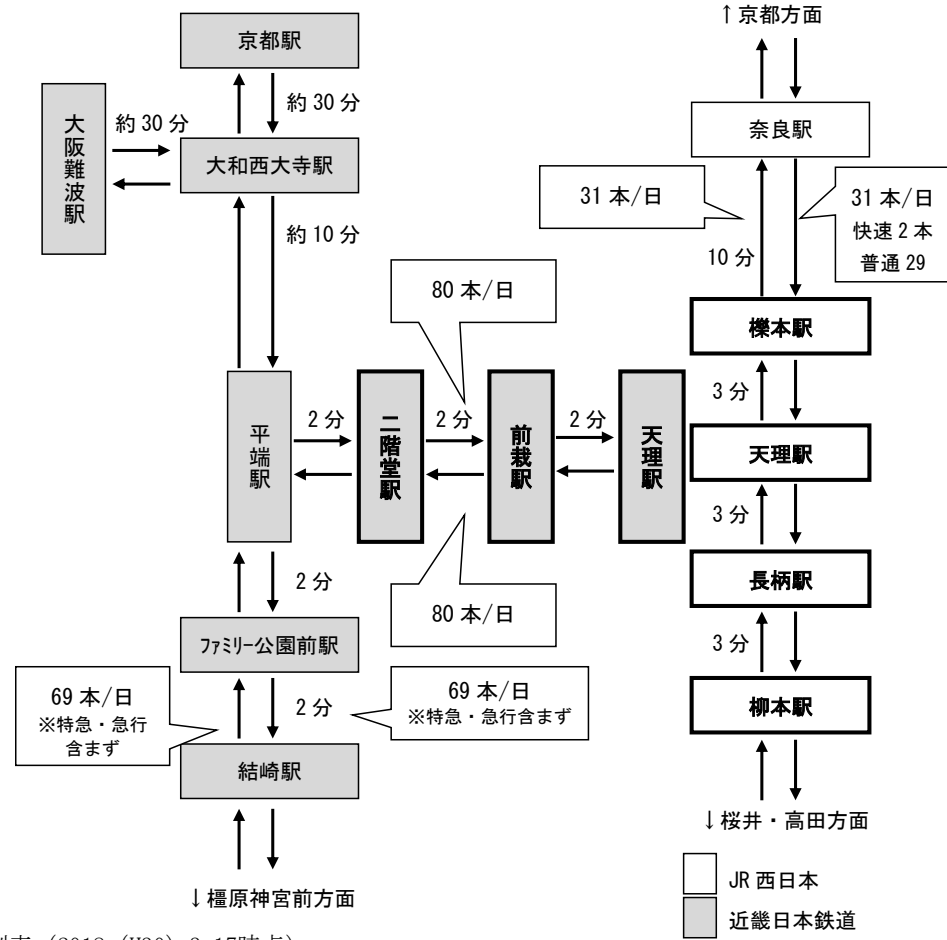 ↑京都方面
京都駅
約30分
奈良駅
大阪難波駅
約30分
大和西大寺駅
31本/日
31本/日
快速2本
普通29
10分
約10分
80本/日
櫟本駅
3分
平端駅
2分
二階堂駅
2分
前栽駅
2分
天理駅
天理駅
3分
2分
80本/日
長柄駅
ファミリー公園前駅
3分
69本/日
※特急・急行
含まず
2分
69本/日
※特急・急行含まず
柳本駅
結崎駅
↓桜井・高田方面
JR西日本
↓橿原神宮前方面
近畿日本鉄道